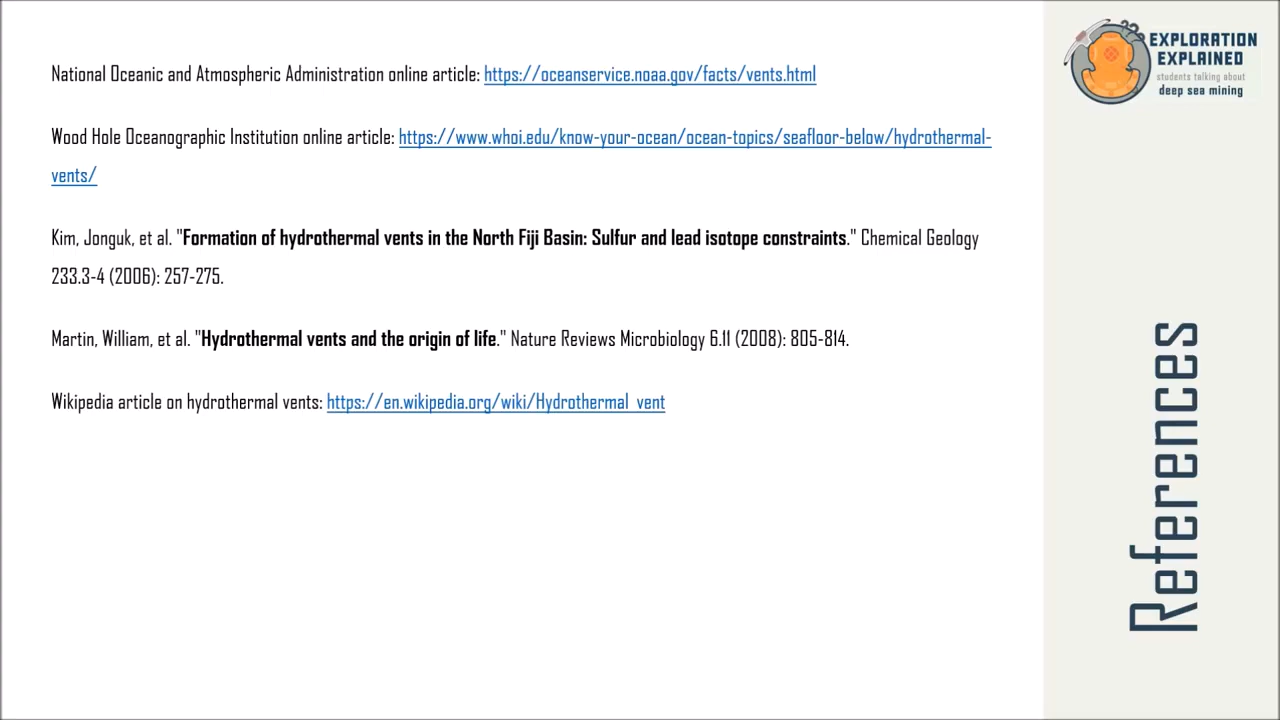 National Oceanic and Atmospheric Administration online article: https://oceanservice.noaa.gov/facts/vents.html
Wood Hole Oceanographic Institution online article: https://www.whoi.edu/know-your-ocean/ocean-topics/seafloor-below/hydrothermal-
vents/
Kim, Jonguk, et al. "Formation of hydrothermal vents in the North Fiji Basin: Sulfur and lead isotope constraints." Chemical Geology
233.3-4 (2006): 257-275.
Martin, William, et al. "Hydrothermal vents and the origin of life." Nature Reviews Microbiology 6.11 (2008): 805-814.
Wikipedia article on hydrothermal vents: https://en.wikipedia.org/wiki/Hydrothermal_vent
EXPLORATION
EXPLAINED
students talking about
deep sea mining
References